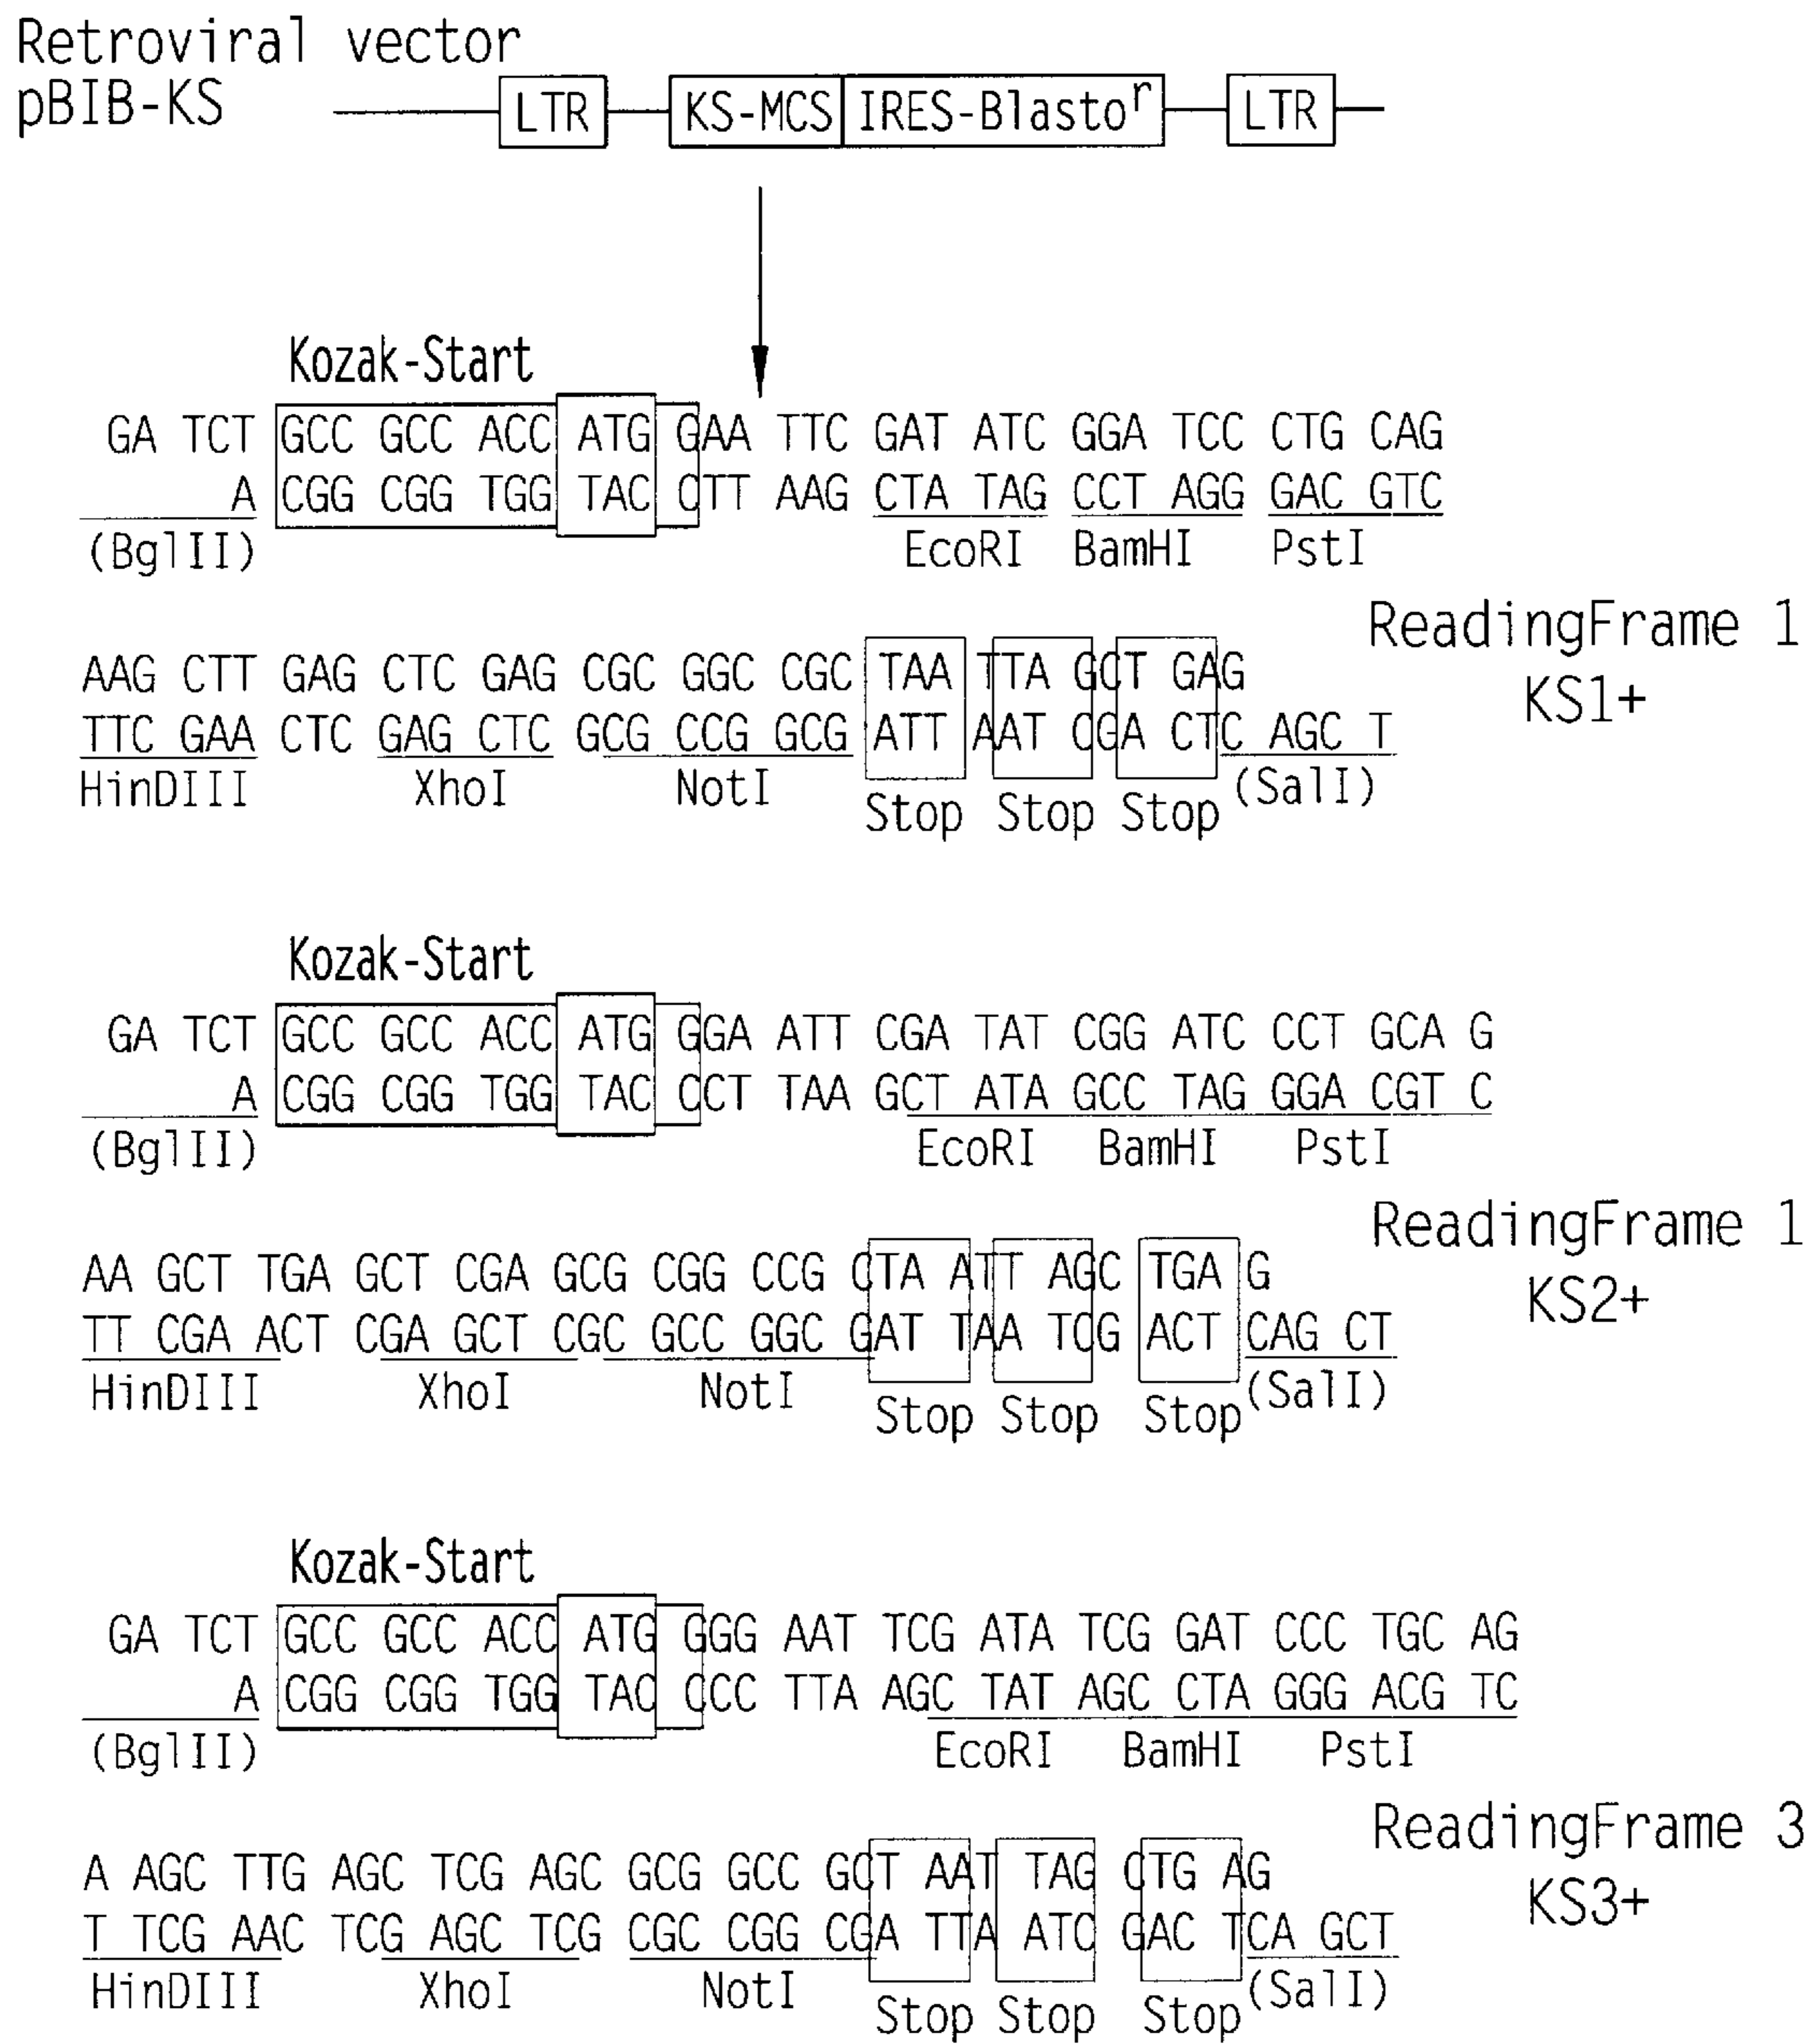 Retroviral vector
pBIB-KS
LTR KS-MCS IRES-Blasto^r LTR
Kozak-Start
GA TCT GCC GCC ACC ATG GAA TTC GAT ATC GGA TCC CTG CAG
A CGG CGG TGG TAC CTT AAG CTA TAG CCT AGG GAC GTC
(BglII) EcoRI BamHI PstI
ReadingFrame 1
KS1+
AAG CTT GAG CTC GAG CGC GGC CGC TAA TTA GCT GAG
TTC GAA CTC GAG CTC GCG CCG GCG ATT AAT CGA CTC AGC T
HinDIII XhoI NotI Stop Stop Stop (SalI)
Kozak-Start
GA TCT GCC GCC ACC ATG GGA ATT CGA TAT CGG ATC CCT GCA G
A CGG CGG TGG TAC CCT TAA GCT ATA GCC TAG GGA CGT C
(BglII) EcoRI BamHI PstI
ReadingFrame 1
KS2+
AA GCT TGA GCT CGA GCG CGG CCG CTA ATT AGC TGA G
TT CGA ACT CGA GCT CGC GCC GGC GAT TAA TCG ACT CAG CT
HinDIII XhoI NotI Stop Stop Stop (SalI)
Kozak-Start
GA TCT GCC GCC ACC ATG GGG AAT TCG ATA TCG GAT CCC TGC AG
A CGG CGG TGG TAC CCC TTA AGC TAT AGC CTA GGG ACG TC
(BglII) EcoRI BamHI PstI
ReadingFrame 3
KS3+
A AGC TTG AGC TCG AGC GCG GCC GCT AAT TAG CTG AG
T TCG AAC TCG AGC TCG CGC CGG CGA TTA ATC GAC TCA GCT
HinDIII XhoI NotI Stop Stop Stop (SalI)